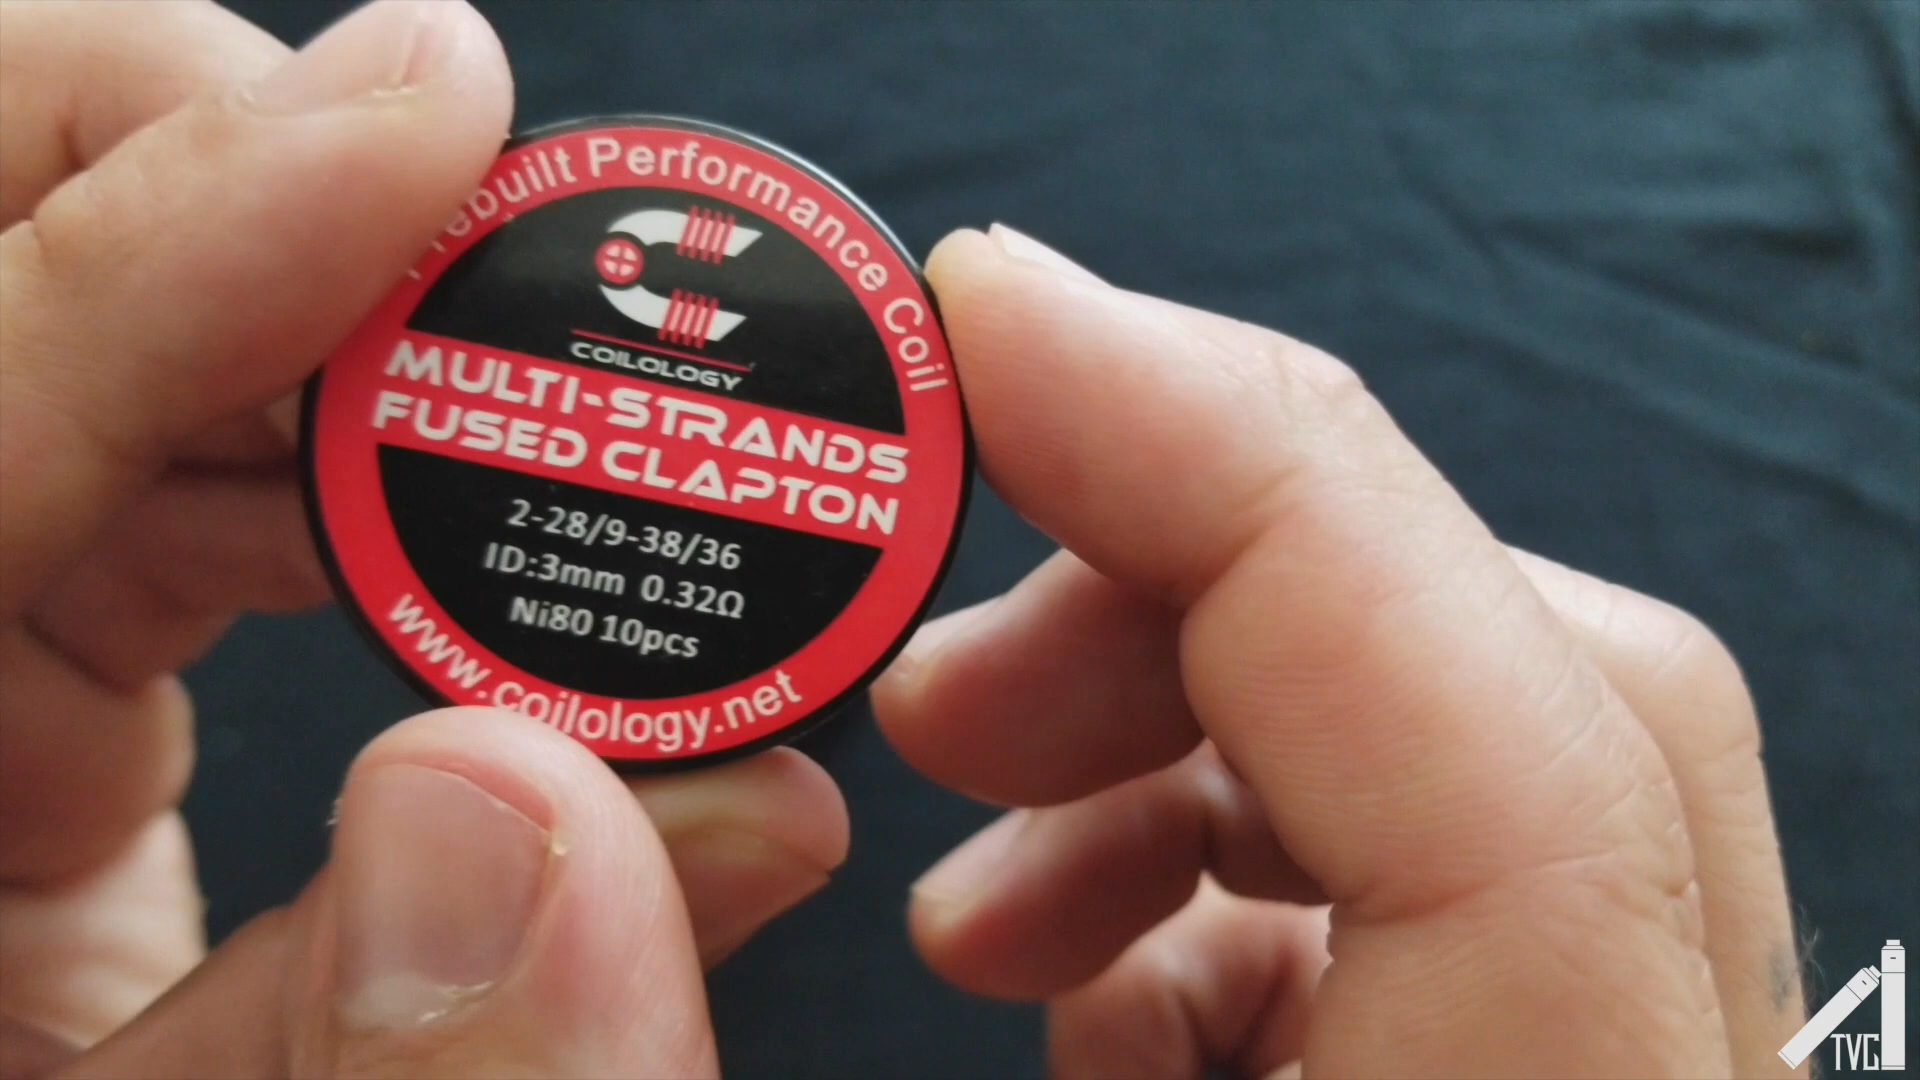 Prebuilt Performance Coil
COILOLOGY
MULTI-STRANDS
FUSED CLAPTON
2-28/9-38/36
ID:3mm 0.32Ω
Ni80 10pcs
www.coilology.net
TVC